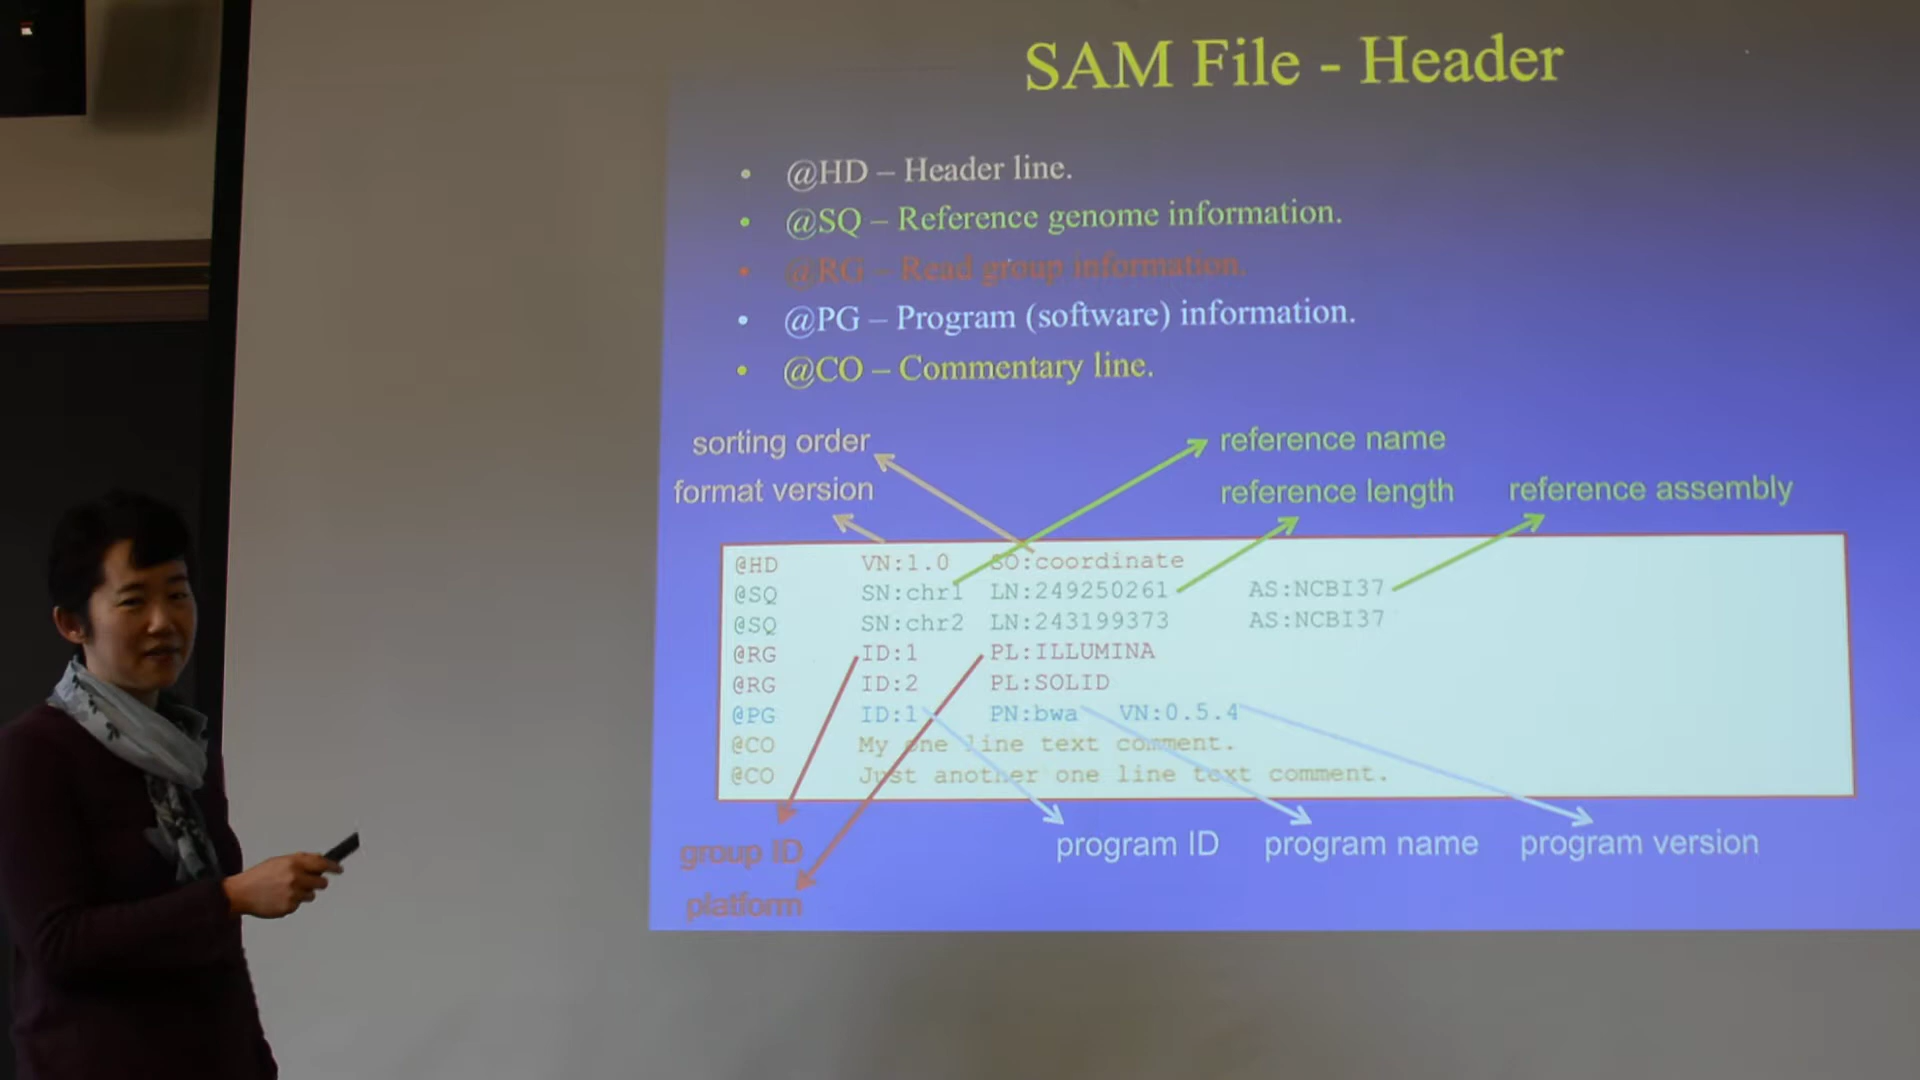 SAM File - Header
• @HD – Header line.
• @SQ – Reference genome information.
• @RG – Read group information.
• @PG – Program (software) information.
• @CO – Commentary line.
sorting order
reference name
format version
reference length
reference assembly
@HD VN:1.0 SO:coordinate
@SQ SN:chr1 LN:249250261 AS:NCBI37
@SQ SN:chr2 LN:243199373 AS:NCBI37
@RG ID:1 PL:ILLUMINA
@RG ID:2 PL:SOLID
@PG ID:1 PN:bwa VN:0.5.4
@CO My one line text comment.
@CO Just another one line text comment.
group ID
program ID
program name
program version
platform